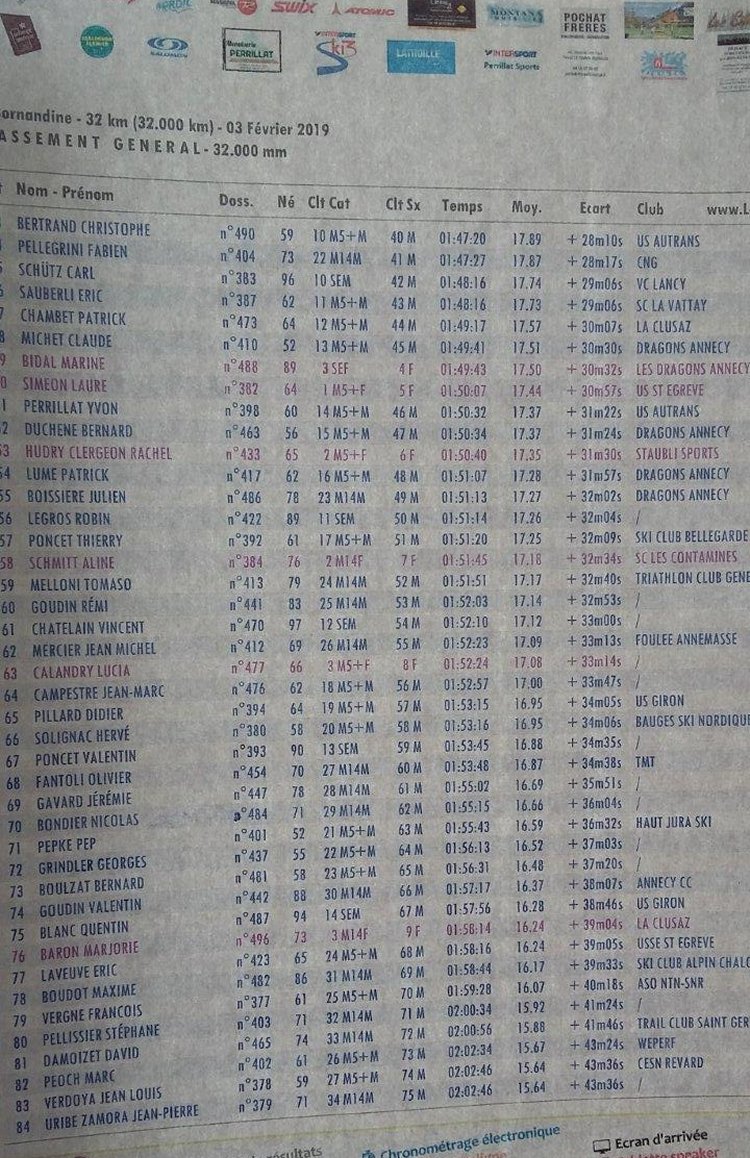 NORDIC SWIX ATOMIC MONTANA POCHAT FRÈRES
SALOMON PERRILLAT INTERSPORT Ski3 LATHUILLE INTERSPORT Perrillat Sports
ornandine - 32 km (32.000 km) - 03 Février 2019
ASSEMENT GENERAL - 32.000 mm
t Nom - Prénom Doss. Né Clt Cat Clt Sx Temps Moy. Ecart Club www.L
BERTRAND CHRISTOPHE n°490 59 10 M5+M 40 M 01:47:20 17.89 + 28m10s US AUTRANS
PELLEGRINI FABIEN n°404 73 22 M14M 41 M 01:47:27 17.87 + 28m17s CNG
5 SCHÜTZ CARL n°383 96 10 SEM 42 M 01:48:16 17.74 + 29m06s VC LANCY
6 SAUBERLI ERIC n°387 62 11 M5+M 43 M 01:48:16 17.73 + 29m06s SC LA VATTAY
7 CHAMBET PATRICK n°473 64 12 M5+M 44 M 01:49:17 17.57 + 30m07s LA CLUSAZ
8 MICHET CLAUDE n°410 52 13 M5+M 45 M 01:49:41 17.51 + 30m30s DRAGONS ANNECY
9 BIDAL MARINE n°488 89 3 SEF 4 F 01:49:43 17.50 + 30m32s LES DRAGONS ANNECY
0 SIMEON LAURE n°382 64 1 M5+F 5 F 01:50:07 17.44 + 30m57s US ST EGREVE
1 PERRILLAT YVON n°398 60 14 M5+M 46 M 01:50:32 17.37 + 31m22s US AUTRANS
2 DUCHENE BERNARD n°463 56 15 M5+M 47 M 01:50:34 17.37 + 31m24s DRAGONS ANNECY
53 HUDRY CLERGEON RACHEL n°433 65 2 M5+F 6 F 01:50:40 17.35 + 31m30s STAUBLI SPORTS
54 LUME PATRICK n°417 62 16 M5+M 48 M 01:51:07 17.28 + 31m57s DRAGONS ANNECY
55 BOISSIERE JULIEN n°486 78 23 M14M 49 M 01:51:13 17.27 + 32m02s DRAGONS ANNECY
56 LEGROS ROBIN n°422 89 11 SEM 50 M 01:51:14 17.26 + 32m04s /
57 PONCET THIERRY n°392 61 17 M5+M 51 M 01:51:20 17.25 + 32m09s SKI CLUB BELLEGARDE
58 SCHMITT ALINE n°384 76 2 M14F 7 F 01:51:45 17.18 + 32m34s SC LES CONTAMINES
59 MELLONI TOMASO n°413 79 24 M14M 52 M 01:51:51 17.17 + 32m40s TRIATHLON CLUB GENE
60 GOUDIN RÉMI n°441 83 25 M14M 53 M 01:52:03 17.14 + 32m53s /
61 CHATELAIN VINCENT n°470 97 12 SEM 54 M 01:52:10 17.12 + 33m00s /
62 MERCIER JEAN MICHEL n°412 69 26 M14M 55 M 01:52:23 17.09 + 33m13s FOULEE ANNEMASSE
63 CALANDRY LUCIA n°477 66 3 M5+F 8 F 01:52:24 17.08 + 33m14s /
64 CAMPESTRE JEAN-MARC n°476 62 18 M5+M 56 M 01:52:57 17.00 + 33m47s /
65 PILLARD DIDIER n°394 64 19 M5+M 57 M 01:53:15 16.95 + 34m05s US GIRON
66 SOLIGNAC HERVÉ n°380 58 20 M5+M 58 M 01:53:16 16.95 + 34m06s BAUGES SKI NORDIQUE
67 PONCET VALENTIN n°393 90 13 SEM 59 M 01:53:45 16.88 + 34m35s /
68 FANTOLI OLIVIER n°454 70 27 M14M 60 M 01:53:48 16.87 + 34m38s TMT
69 GAVARD JÉRÉMIE n°447 78 28 M14M 61 M 01:55:02 16.69 + 35m51s /
70 BONDIER NICOLAS n°484 71 29 M14M 62 M 01:55:15 16.66 + 36m04s /
71 PEPKE PEP n°401 52 21 M5+M 63 M 01:55:43 16.59 + 36m32s HAUT JURA SKI
72 GRINDLER GEORGES n°437 55 22 M5+M 64 M 01:56:13 16.52 + 37m03s /
73 BOULZAT BERNARD n°481 58 23 M5+M 65 M 01:56:31 16.48 + 37m20s /
74 GOUDIN VALENTIN n°442 88 30 M14M 66 M 01:57:17 16.37 + 38m07s ANNECY CC
75 BLANC QUENTIN n°487 94 14 SEM 67 M 01:57:56 16.28 + 38m46s US GIRON
76 BARON MARJORIE n°496 73 3 M14F 9 F 01:58:14 16.24 + 39m04s LA CLUSAZ
77 LAVEUVE ERIC n°423 65 24 M5+M 68 M 01:58:16 16.24 + 39m05s USSE ST EGREVE
78 BOUDOT MAXIME n°482 86 31 M14M 69 M 01:58:44 16.17 + 39m33s SKI CLUB ALPIN CHALO
79 VERGNE FRANCOIS n°377 61 25 M5+M 70 M 01:59:28 16.07 + 40m18s ASO NTN-SNR
80 PELLISSIER STÉPHANE n°403 71 32 M14M 71 M 02:00:34 15.92 + 41m24s /
81 DAMOIZET DAVID n°465 74 33 M14M 72 M 02:00:56 15.88 + 41m46s TRAIL CLUB SAINT GER
82 PEOCH MARC n°402 61 26 M5+M 73 M 02:02:34 15.67 + 43m24s WEPERF
83 VERDOYA JEAN LOUIS n°378 59 27 M5+M 74 M 02:02:46 15.64 + 43m36s CESN REVARD
84 URIBE ZAMORA JEAN-PIERRE n°379 71 34 M14M 75 M 02:02:46 15.64 + 43m36s /
résultats Chronométrage électronique Ecran d'arrivée
speaker